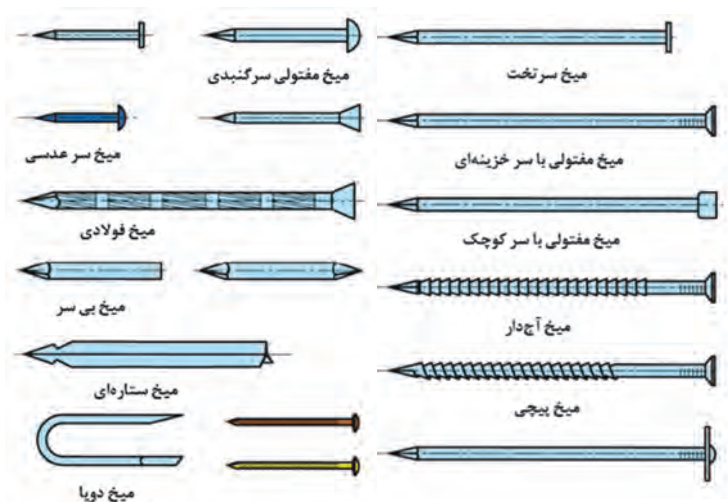 میخ سرتخت
میخ مفتولی سرگنبدی
میخ مفتولی با سر خزینه‌ای
میخ سر عدسی
میخ مفتولی با سر کوچک
میخ فولادی
میخ آج‌دار
میخ بی سر
میخ پیچی
میخ ستاره‌ای
میخ دوپا